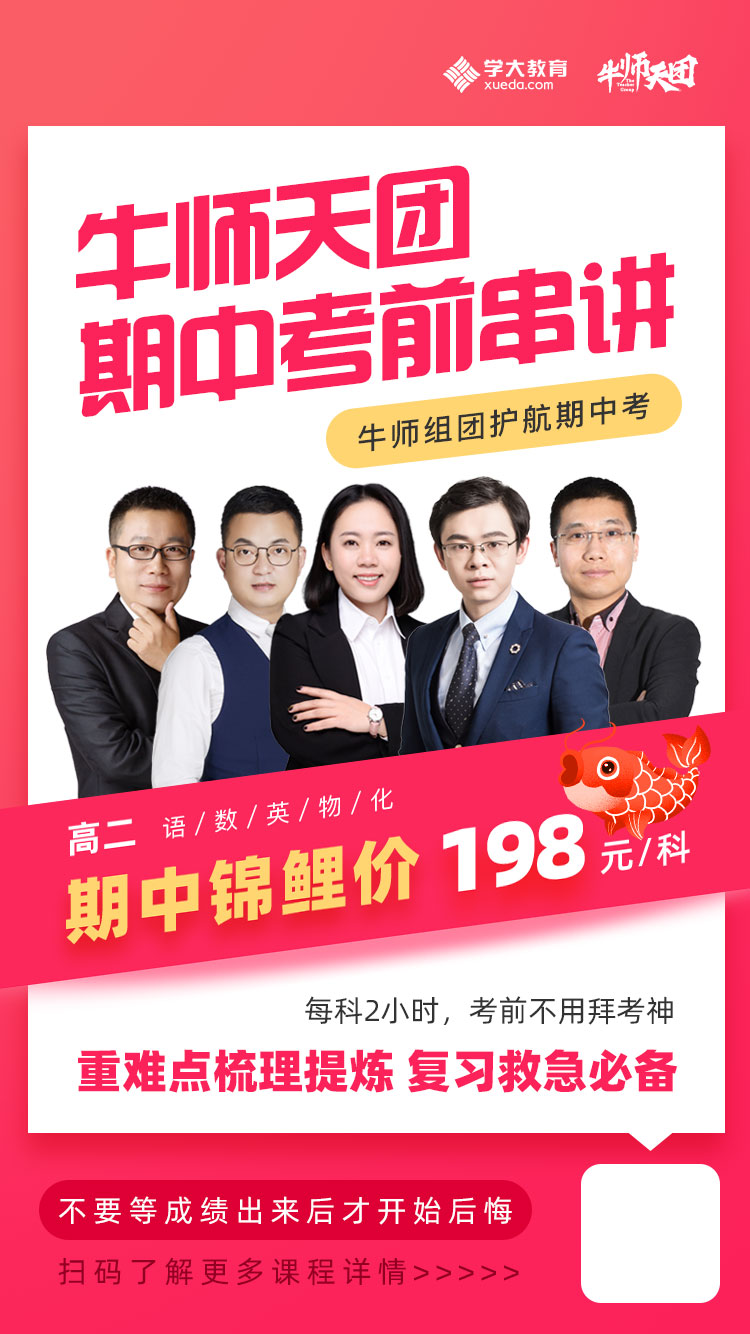 学大教育
xueda.com
牛师天团
The
Teacher
Group
牛师天团
期中考前串讲
牛师组团护航期中考
高二 语/数/英/物/化
期中锦鲤价 198 元/科
每科2小时，考前不用拜考神
重难点梳理提炼 复习救急必备
不要等成绩出来后才开始后悔
扫码了解更多课程详情>>>>>